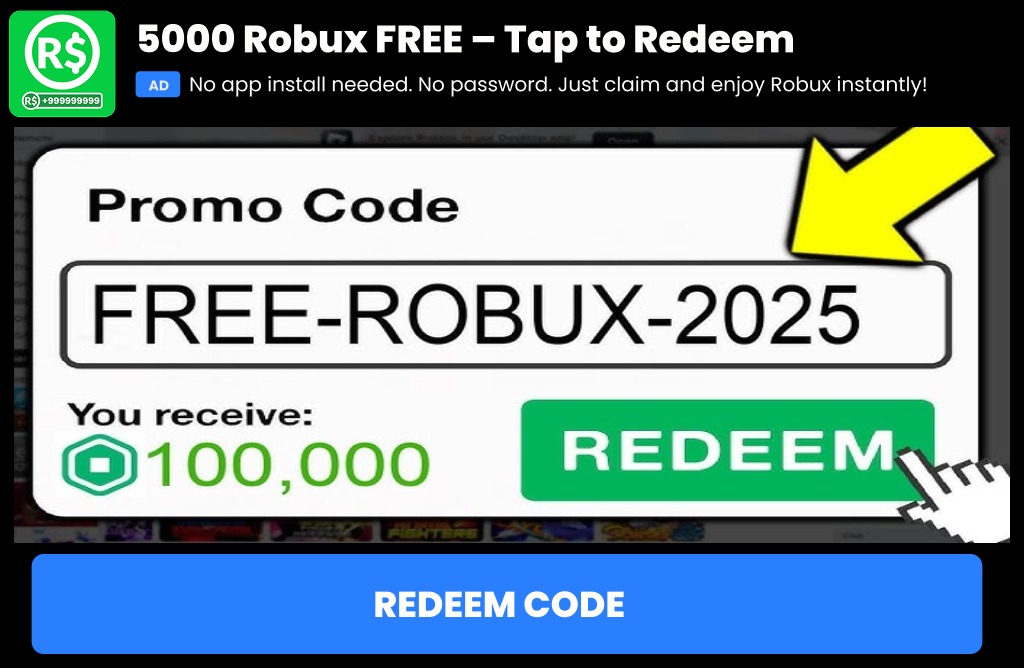 5000 Robux FREE – Tap to Redeem
R$
R$ +999999999
AD No app install needed. No password. Just claim and enjoy Robux instantly!
Promo Code
FREE-ROBUX-2025
You receive:
100,000
REDEEM
FIGHTERS
REDEEM CODE